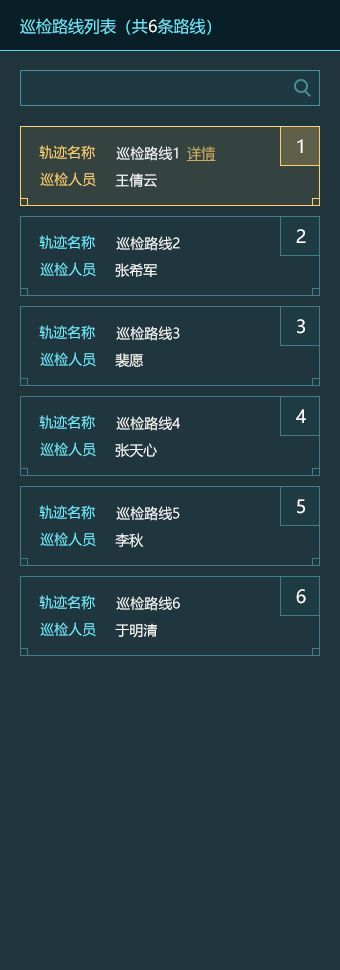 巡检路线列表（共6条路线）
轨迹名称 巡检路线1 详情 1
巡检人员 王倩云
轨迹名称 巡检路线2 2
巡检人员 张希军
轨迹名称 巡检路线3 3
巡检人员 裴愿
轨迹名称 巡检路线4 4
巡检人员 张天心
轨迹名称 巡检路线5 5
巡检人员 李秋
轨迹名称 巡检路线6 6
巡检人员 于明清